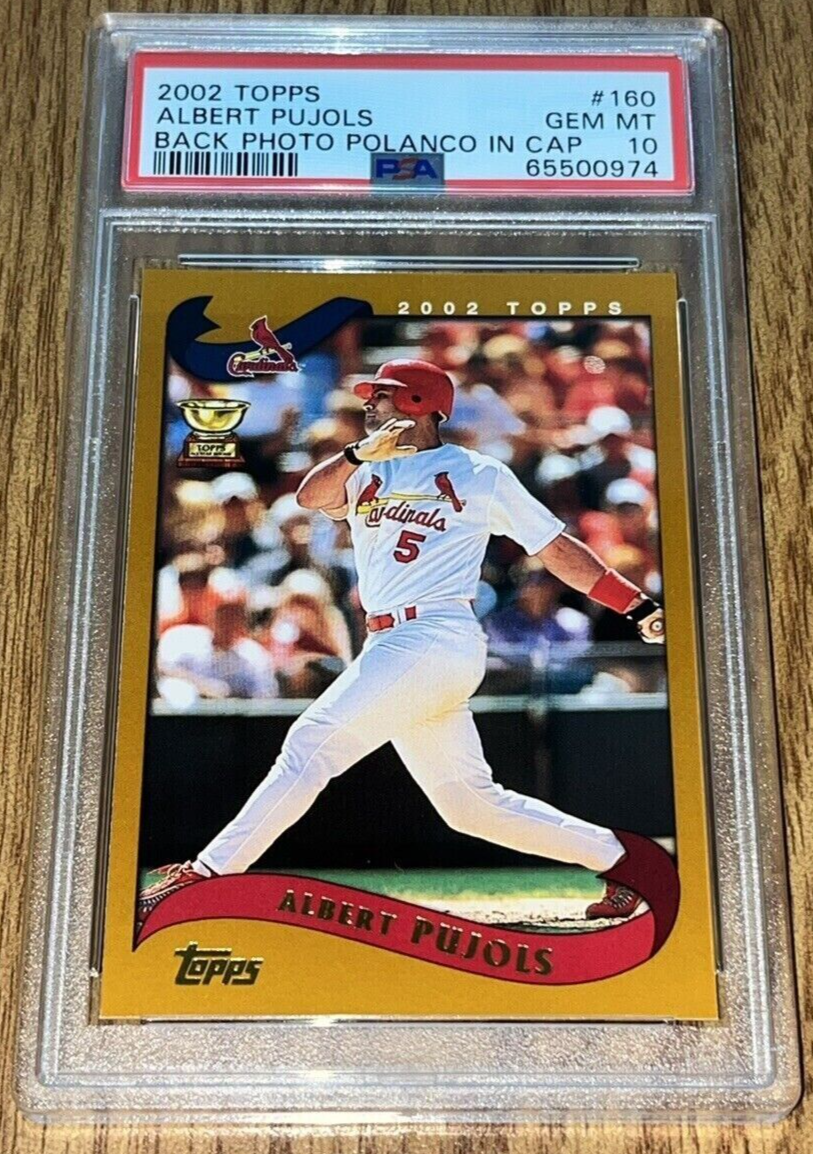 2002 TOPPS #160
ALBERT PUJOLS GEM MT
BACK PHOTO POLANCO IN CAP 10
PSA 65500974
2002 TOPPS
Cardinals
TOPPS
Cardinals
5
ALBERT PUJOLS
topps